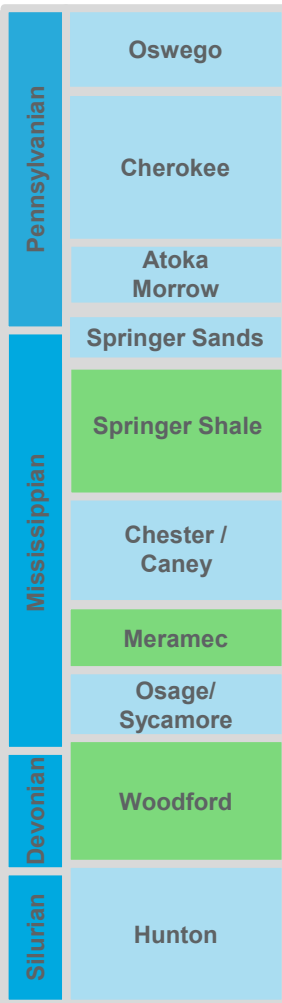 Pennsylvanian
Oswego
Cherokee
Atoka
Morrow
Springer Sands
Mississippian
Springer Shale
Chester /
Caney
Meramec
Osage/
Sycamore
Devonian
Woodford
Silurian
Hunton